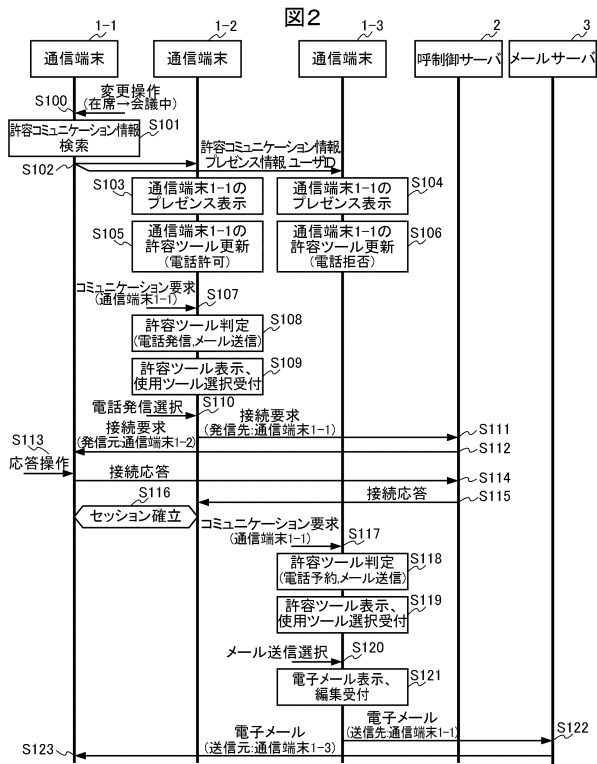 図2
1-1
1-2
1-3
2
3
通信端末
通信端末
通信端末
呼制御サーバ
メールサーバ
S100
変更操作
(在席→会議中)
許容コミュニケーション情報
検索
S101
S102
許容コミュニケーション情報,
プレゼンス情報,ユーザID
S103
通信端末1-1の
プレゼンス表示
通信端末1-1の
プレゼンス表示
S104
S105
通信端末1-1の
許容ツール更新
(電話許可)
通信端末1-1の
許容ツール更新
(電話拒否)
S106
コミュニケーション要求
(通信端末1-1)
S107
許容ツール判定
(電話発信,メール送信)
S108
許容ツール表示、
使用ツール選択受付
S109
電話発信選択
S110
接続要求
(発信先:通信端末1-1)
S111
接続要求
(発信元:通信端末1-2)
S112
S113
応答操作
接続応答
S114
接続応答
S115
S116
セッション確立
コミュニケーション要求
(通信端末1-1)
S117
許容ツール判定
(電話予約,メール送信)
S118
許容ツール表示、
使用ツール選択受付
S119
メール送信選択
S120
電子メール表示、
編集受付
S121
電子メール
(送信先:通信端末1-1)
S122
電子メール
(送信元:通信端末1-3)
S123